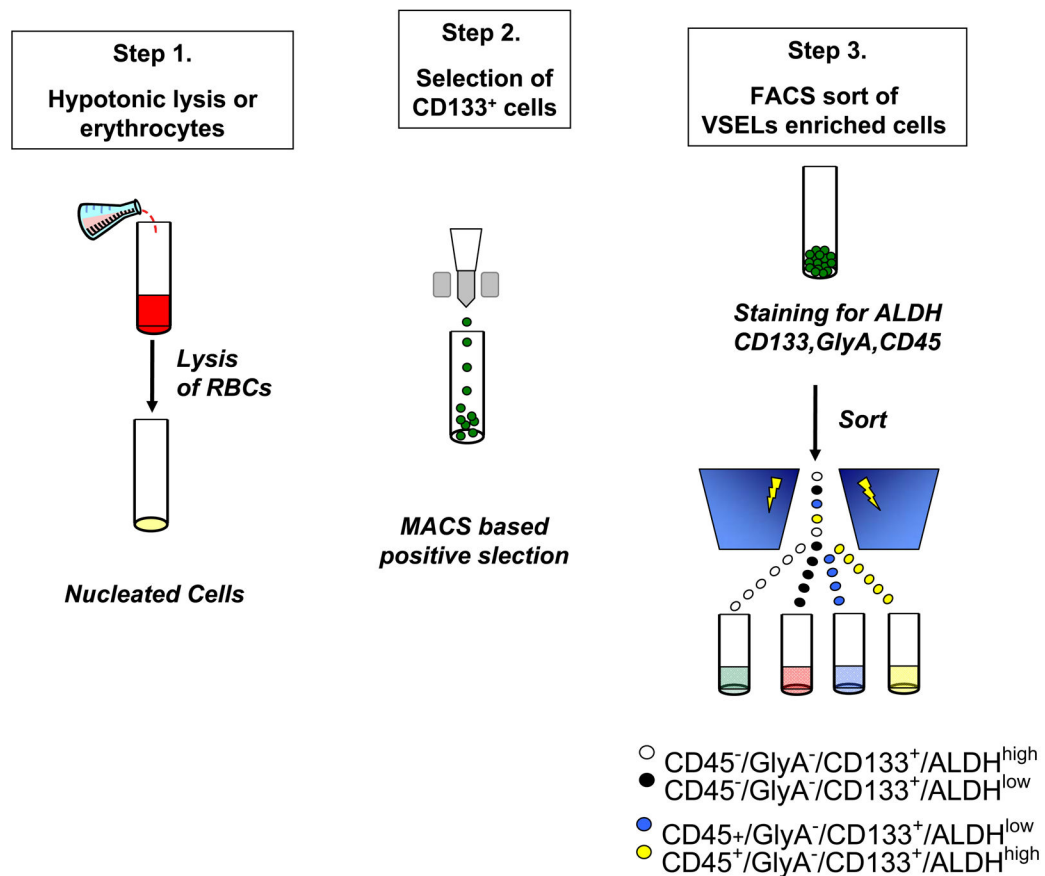 Step 1.
Hypotonic lysis or
erythrocytes
Lysis
of RBCs
Nucleated Cells
Step 2.
Selection of
CD133⁺ cells
MACS based
positive slection
Step 3.
FACS sort of
VSELs enriched cells
Staining for ALDH
CD133,GlyA,CD45
Sort
CD45⁻/GlyA⁻/CD133⁺/ALDHhigh
CD45⁻/GlyA⁻/CD133⁺/ALDHlow
CD45+/GlyA⁻/CD133⁺/ALDHlow
CD45⁺/GlyA⁻/CD133⁺/ALDHhigh